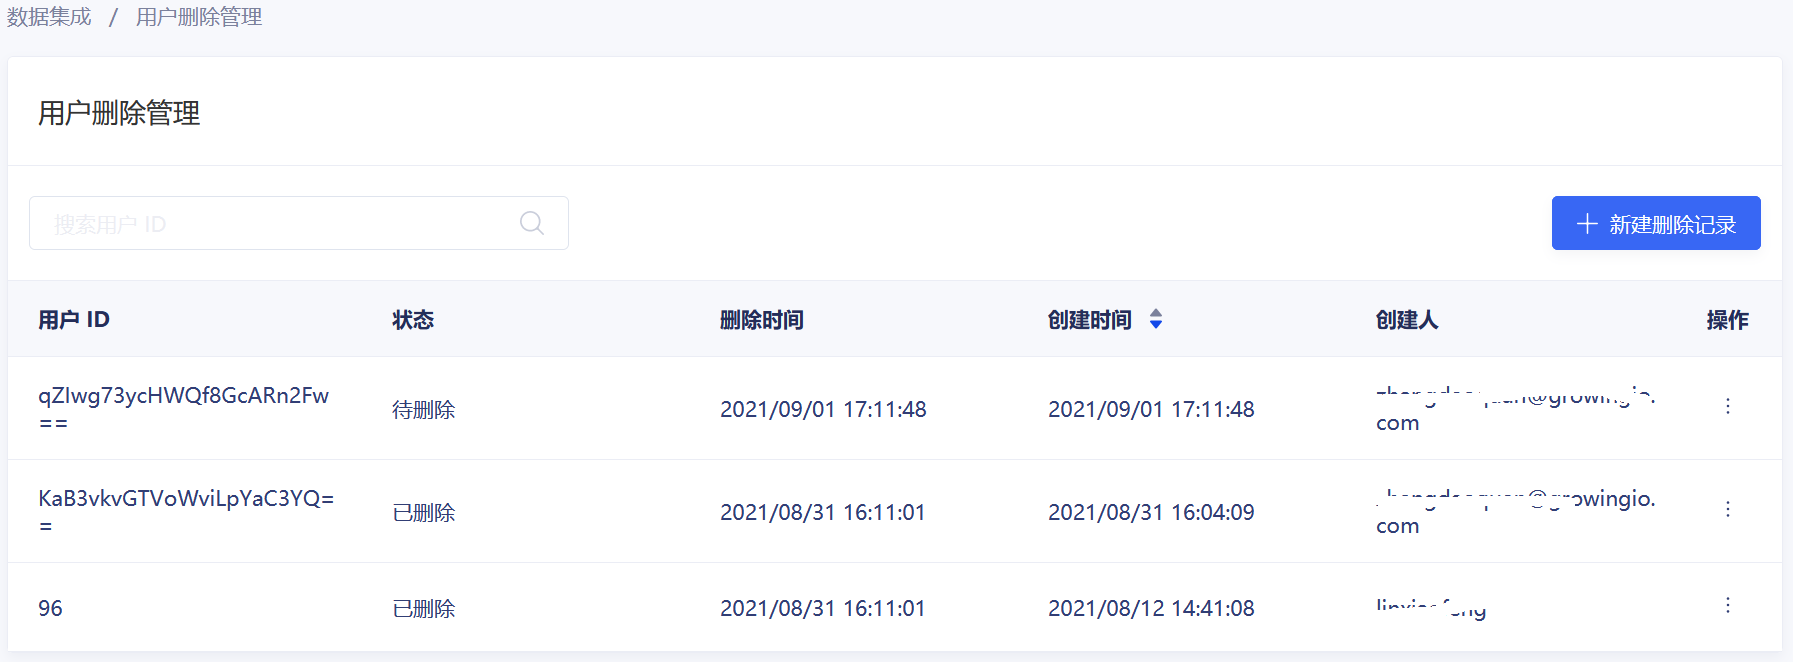 数据集成 / 用户删除管理
用户删除管理
搜索用户 ID
新建删除记录
用户 ID 状态 删除时间 创建时间 创建人 操作
qZIwg73ycHWQf8GcARn2Fw
== 待删除 2021/09/01 17:11:48 2021/09/01 17:11:48 @growingio.
com
KaB3vkvGTVoWviLpYaC3YQ=
= 已删除 2021/08/31 16:11:01 2021/08/31 16:04:09 @growingio.
com
96 已删除 2021/08/31 16:11:01 2021/08/12 14:41:08